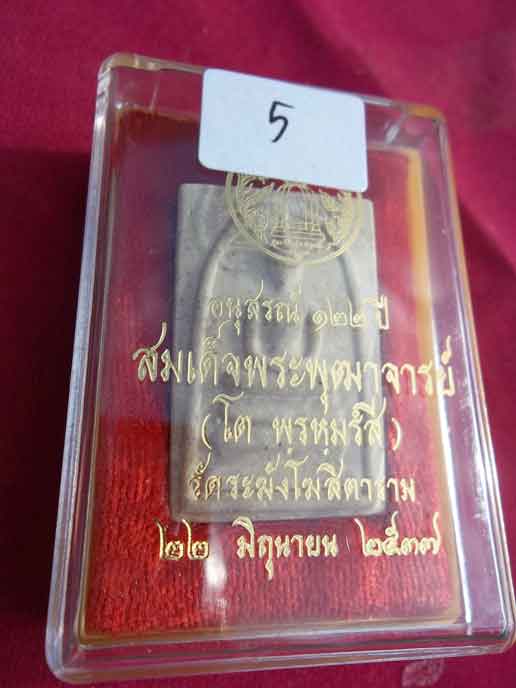 5
อนุสรณ์ ๑๒๒ ปี
สมเด็จพระพุฒาจารย์
(โต พฺรหฺมรํสี)
วัดระฆังโฆสิตาราม
๒๒ มิถุนายน ๒๕๓๗